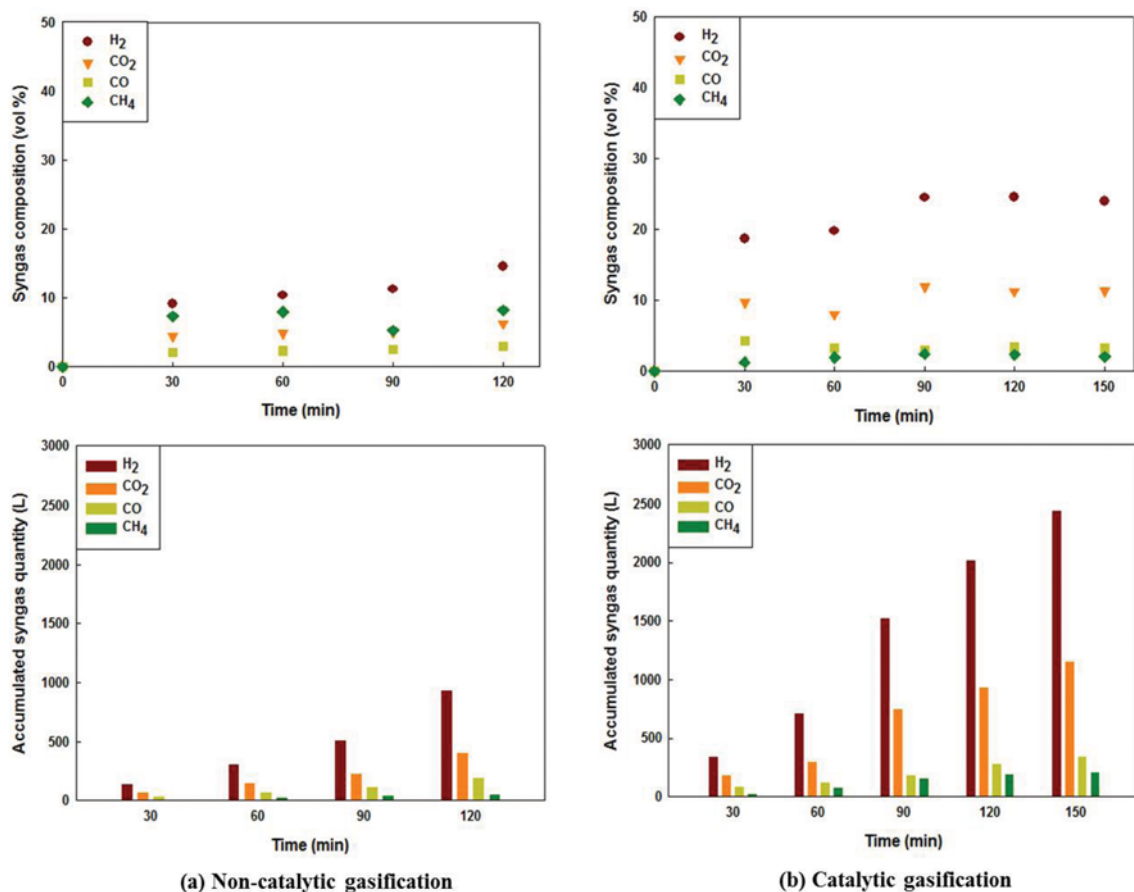 50
40
30
20
10
0
Syngas composition (vol %)
H2
CO2
CO
CH4
0 30 60 90 120
Time (min)
50
40
30
20
10
0
Syngas composition (vol %)
H2
CO2
CO
CH4
0 30 60 90 120 150
Time (min)
3000
2500
2000
1500
1000
500
0
Accumulated syngas quantity (L)
H2
CO2
CO
CH4
30 60 90 120
Time (min)
(a) Non-catalytic gasification
3000
2500
2000
1500
1000
500
0
Accumulated syngas quantity (L)
H2
CO2
CO
CH4
30 60 90 120 150
Time (min)
(b) Catalytic gasification